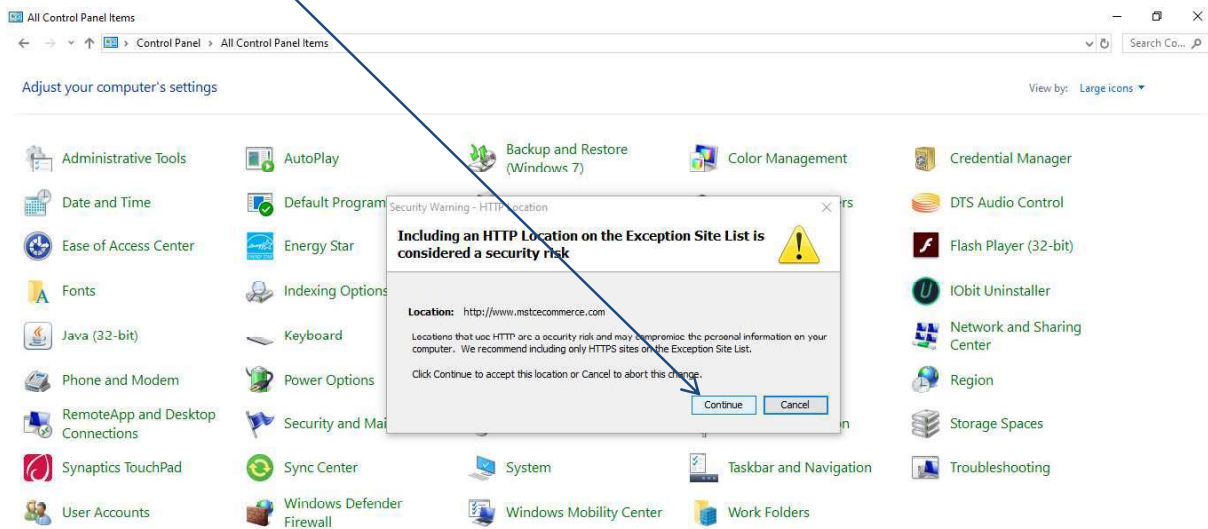 All Control Panel Items
Control Panel > All Control Panel Items
Search Co...
Adjust your computer's settings
View by: Large icons
Administrative Tools
AutoPlay
Backup and Restore
(Windows 7)
Color Management
Credential Manager
Date and Time
Default Program
rs
DTS Audio Control
Security Warning - HTTP Location
Including an HTTP Location on the Exception Site List is
considered a security risk
Location: http://www.mstcecommerce.com
Locations that use HTTP are a security risk and may compromise the personal information on your
computer. We recommend including only HTTPS sites on the Exception Site List.
Click Continue to accept this location or Cancel to abort this change.
Continue
Cancel
Ease of Access Center
Energy Star
Flash Player (32-bit)
Fonts
Indexing Options
IObit Uninstaller
Java (32-bit)
Keyboard
Network and Sharing
Center
Phone and Modem
Power Options
Region
RemoteApp and Desktop
Connections
Security and Mai
n
Storage Spaces
Synaptics TouchPad
Sync Center
System
Taskbar and Navigation
Troubleshooting
User Accounts
Windows Defender
Firewall
Windows Mobility Center
Work Folders